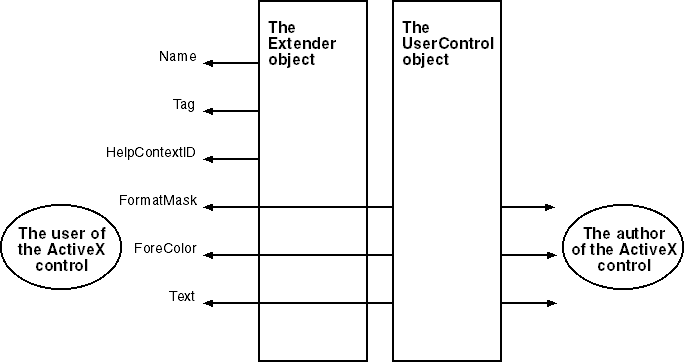 The
Extender
object
The
UserControl
object
Name
Tag
HelpContextID
FormatMask
ForeColor
Text
The user of
the ActiveX
control
The author
of the ActiveX
control